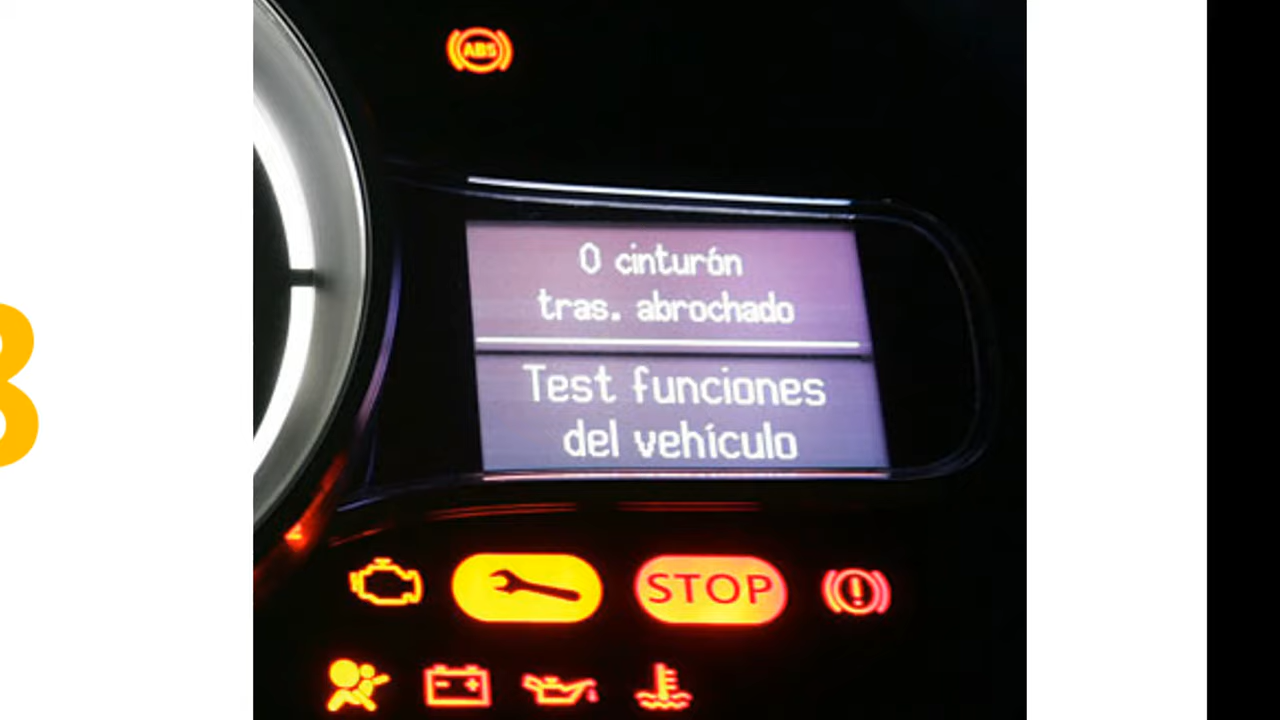 ABS
0 cinturón
tras. abrochado
Test funciones
del vehículo
STOP